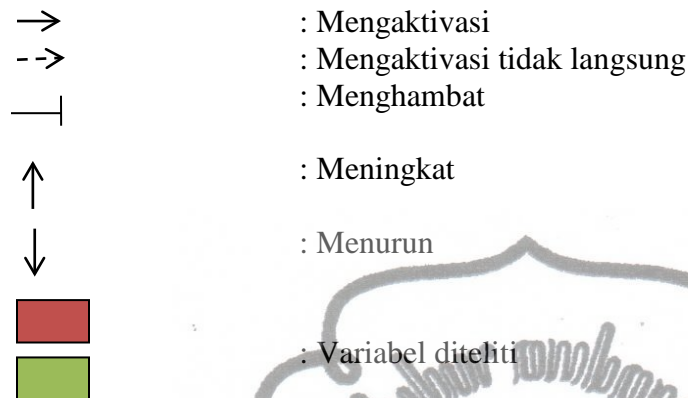 : Mengaktivasi
: Mengaktivasi tidak langsung
: Menghambat
: Meningkat
: Menurun
: Variabel diteliti